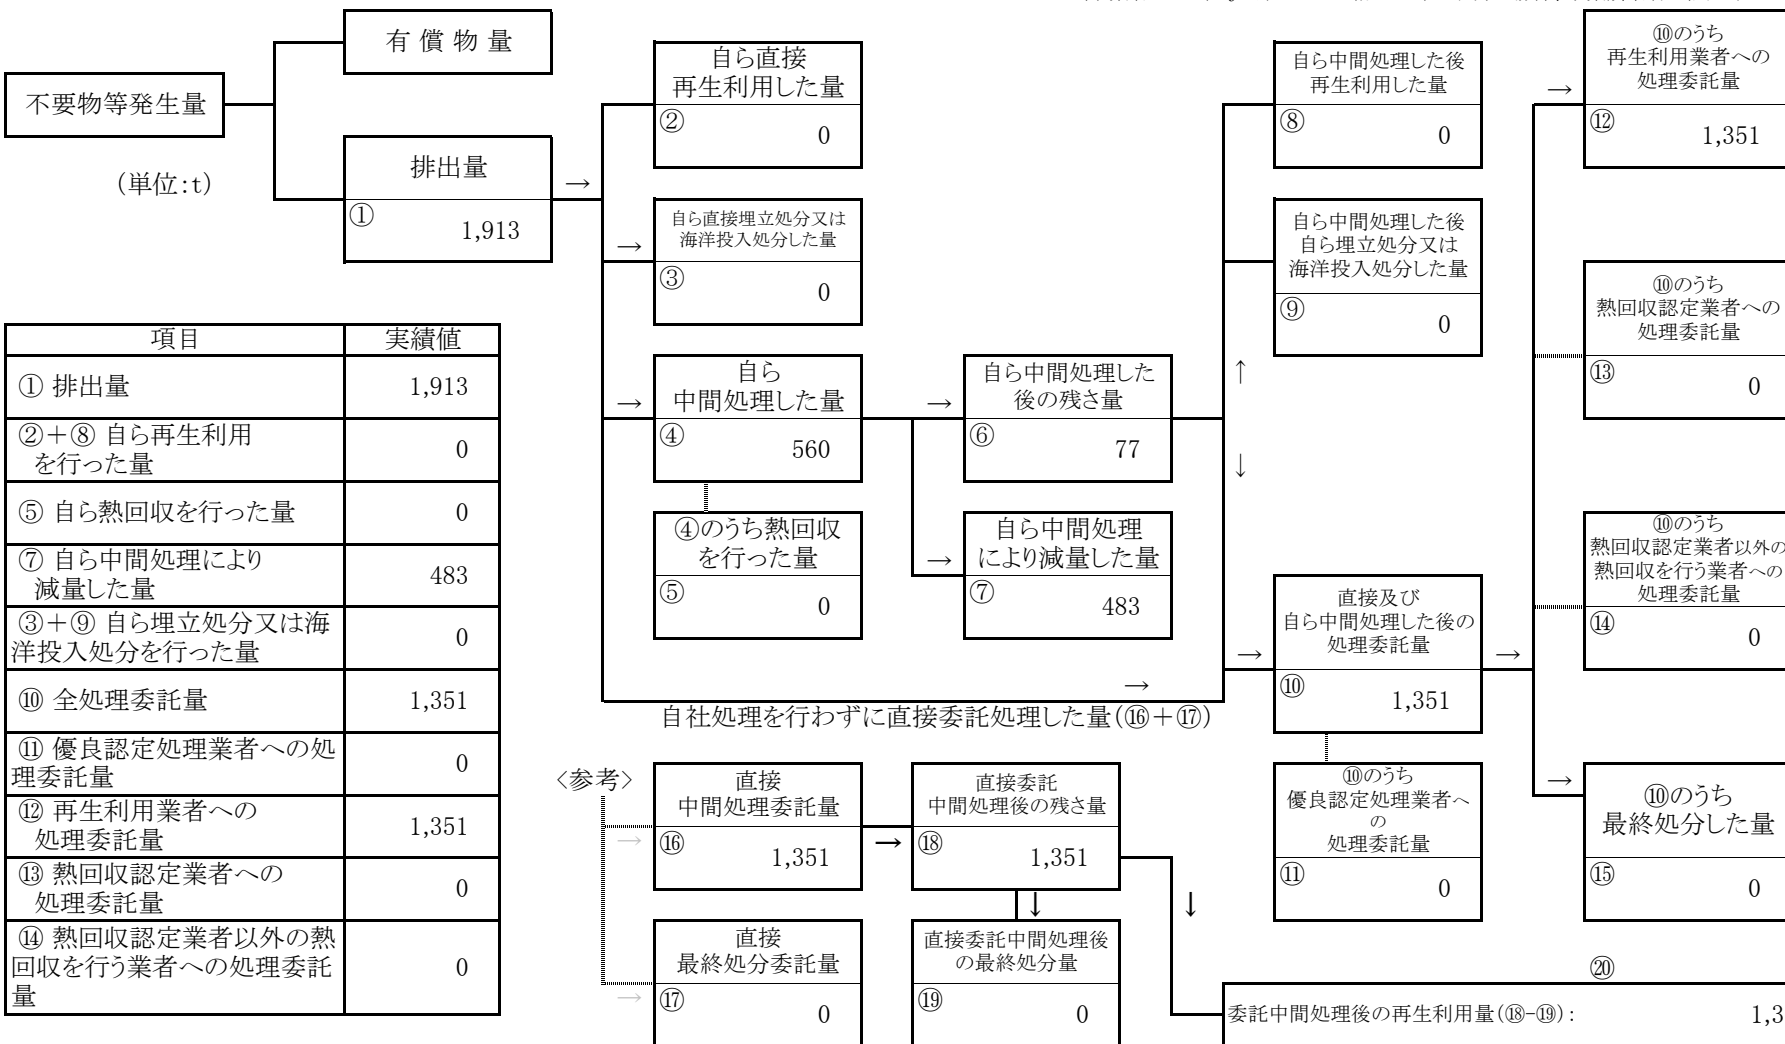 有 償 物 量
不要物等発生量
(単位:t)
排出量
①
1,913
→
自ら直接
再生利用した量
②
0
→
自ら直接埋立処分又は
海洋投入処分した量
③
0
→
自ら
中間処理した量
④
560
④のうち熱回収
を行った量
⑤
0
→
自ら中間処理した
後の残さ量
⑥
77
→
自ら中間処理
により減量した量
⑦
483
自ら中間処理した後
再生利用した量
⑧
0
自ら中間処理した後
自ら埋立処分又は
海洋投入処分した量
⑨
0
↑
↓
→
自社処理を行わずに直接委託処理した量(⑯+⑰)
→
直接及び
自ら中間処理した後の
処理委託量
⑩
1,351
⑩のうち
優良認定処理業者へ
の
処理委託量
⑪
0
→
→
⑩のうち
再生利用業者への
処理委託量
⑫
1,351
⑩のうち
熱回収認定業者への
処理委託量
⑬
0
⑩のうち
熱回収認定業者以外の
熱回収を行う業者への
処理委託量
⑭
0
→
⑩のうち
最終処分した量
⑮
0
項目 実績値
① 排出量 1,913
②+⑧ 自ら再生利用
を行った量 0
⑤ 自ら熱回収を行った量 0
⑦ 自ら中間処理により
減量した量 483
③+⑨ 自ら埋立処分又は海
洋投入処分を行った量 0
⑩ 全処理委託量 1,351
⑪ 優良認定処理業者への処
理委託量 0
⑫ 再生利用業者への
処理委託量 1,351
⑬ 熱回収認定業者への
処理委託量 0
⑭ 熱回収認定業者以外の熱
回収を行う業者への処理委託
量 0
<参考>
→
直接
中間処理委託量
⑯
1,351
→
直接委託
中間処理後の残さ量
⑱
1,351
↓
↓
→
直接
最終処分委託量
⑰
0
直接委託中間処理後
の最終処分量
⑲
0
⑳
委託中間処理後の再生利用量(⑱-⑲): 1,3